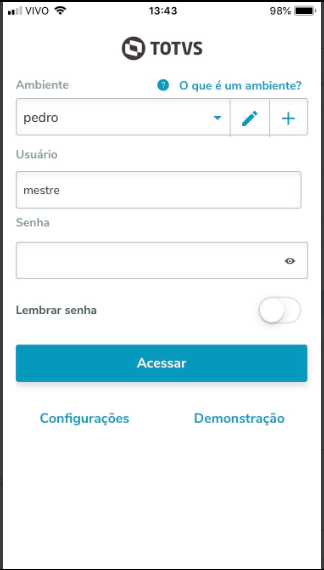 VIVO 13:43 98%
TOTVS
Ambiente ? O que é um ambiente?
pedro
Usuário
mestre
Senha
Lembrar senha
Acessar
Configurações Demonstração